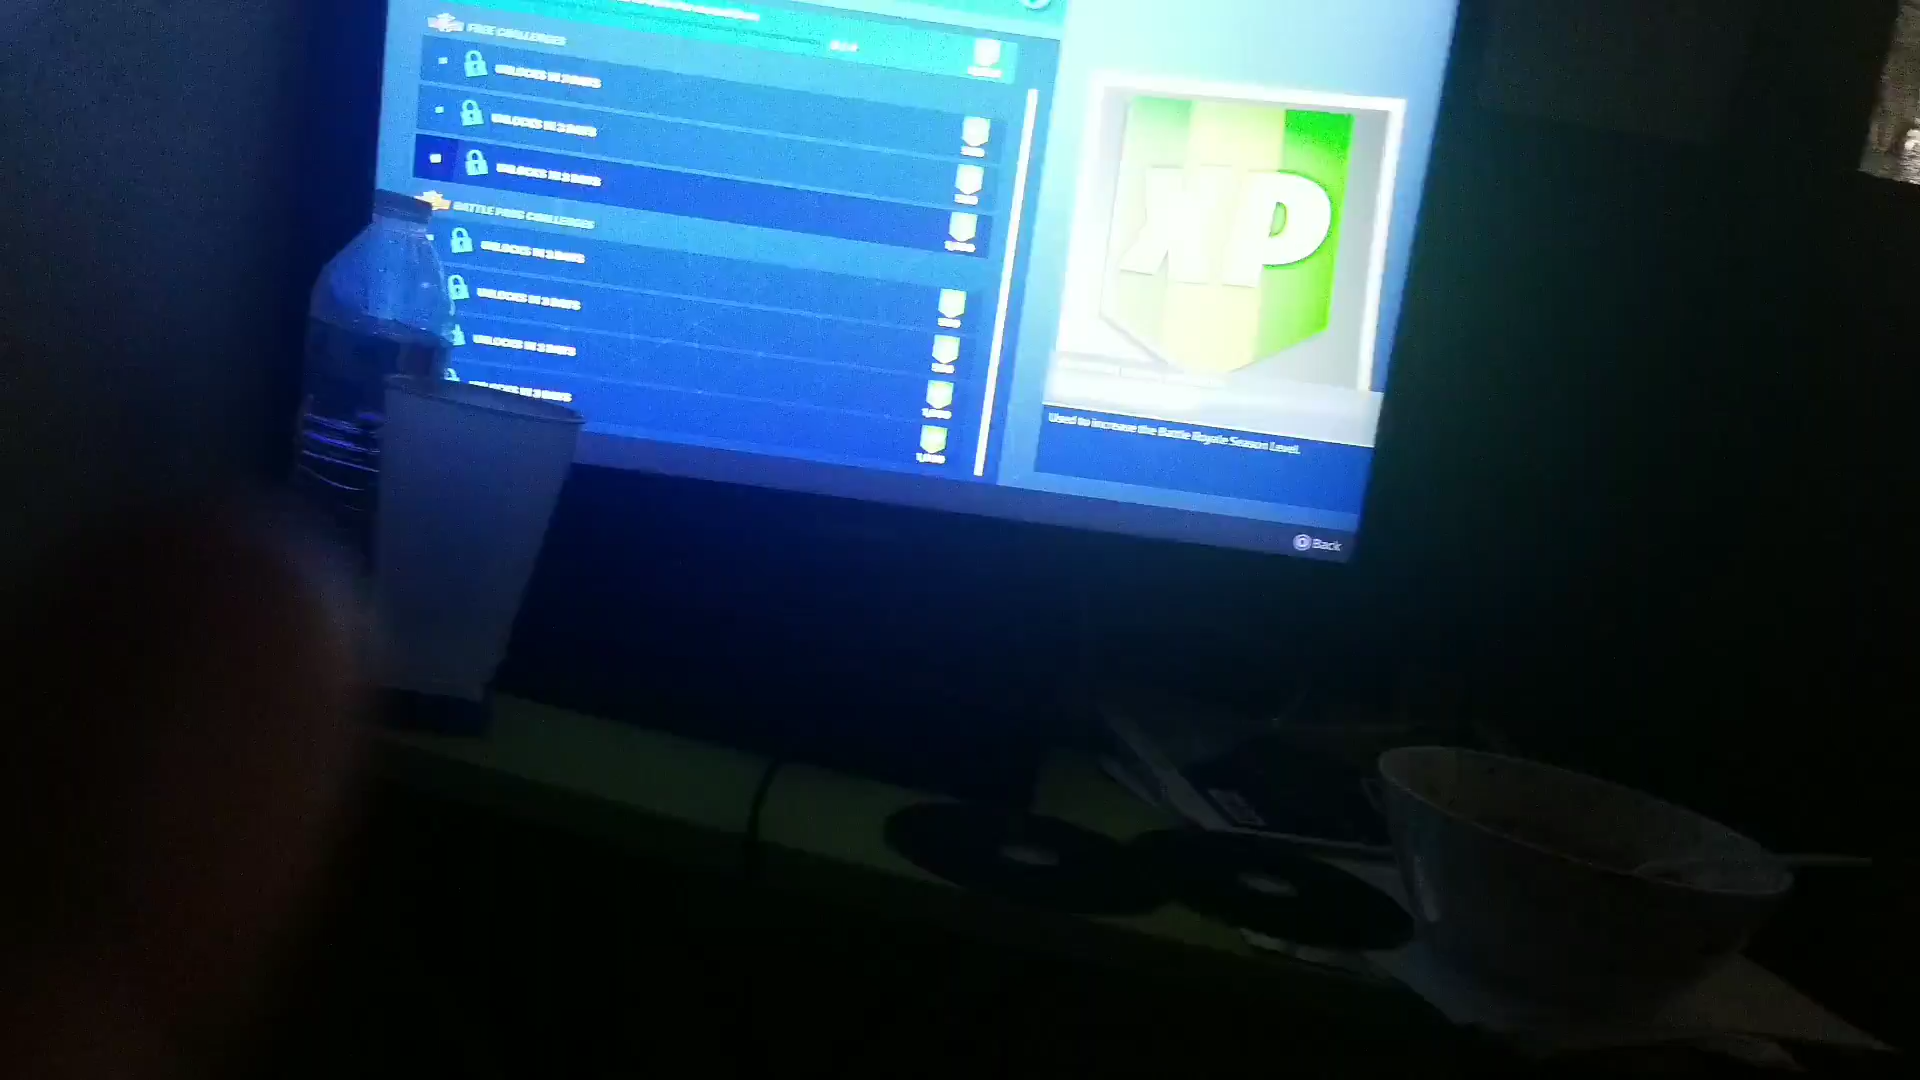 FREE CHALLENGES
UNLOCKS IN 3 DAYS
UNLOCKS IN 3 DAYS
UNLOCKS IN 3 DAYS
BATTLE PASS CHALLENGES
UNLOCKS IN 3 DAYS
UNLOCKS IN 3 DAYS
UNLOCKS IN 3 DAYS
UNLOCKS IN 3 DAYS
XP
Used to increase the Battle Royale Season Level.
Back